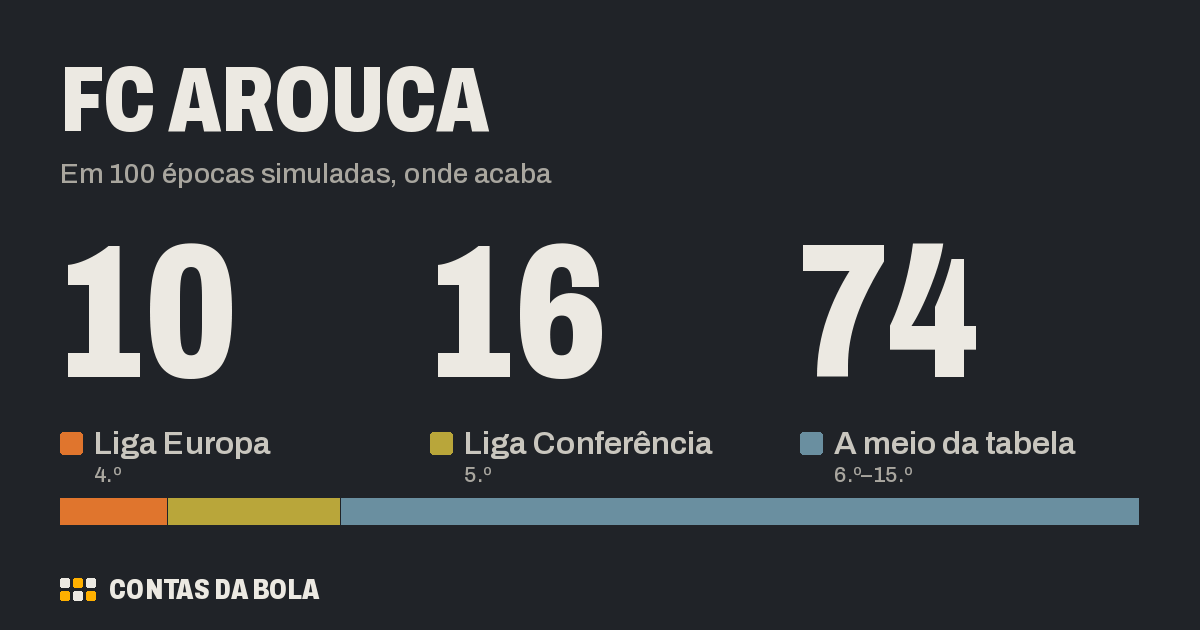 FC AROUCA
Em 100 épocas simuladas, onde acaba
10 16 74
Liga Europa Liga Conferência A meio da tabela
4.º 5.º 6.º–15.º
CONTAS DA BOLA